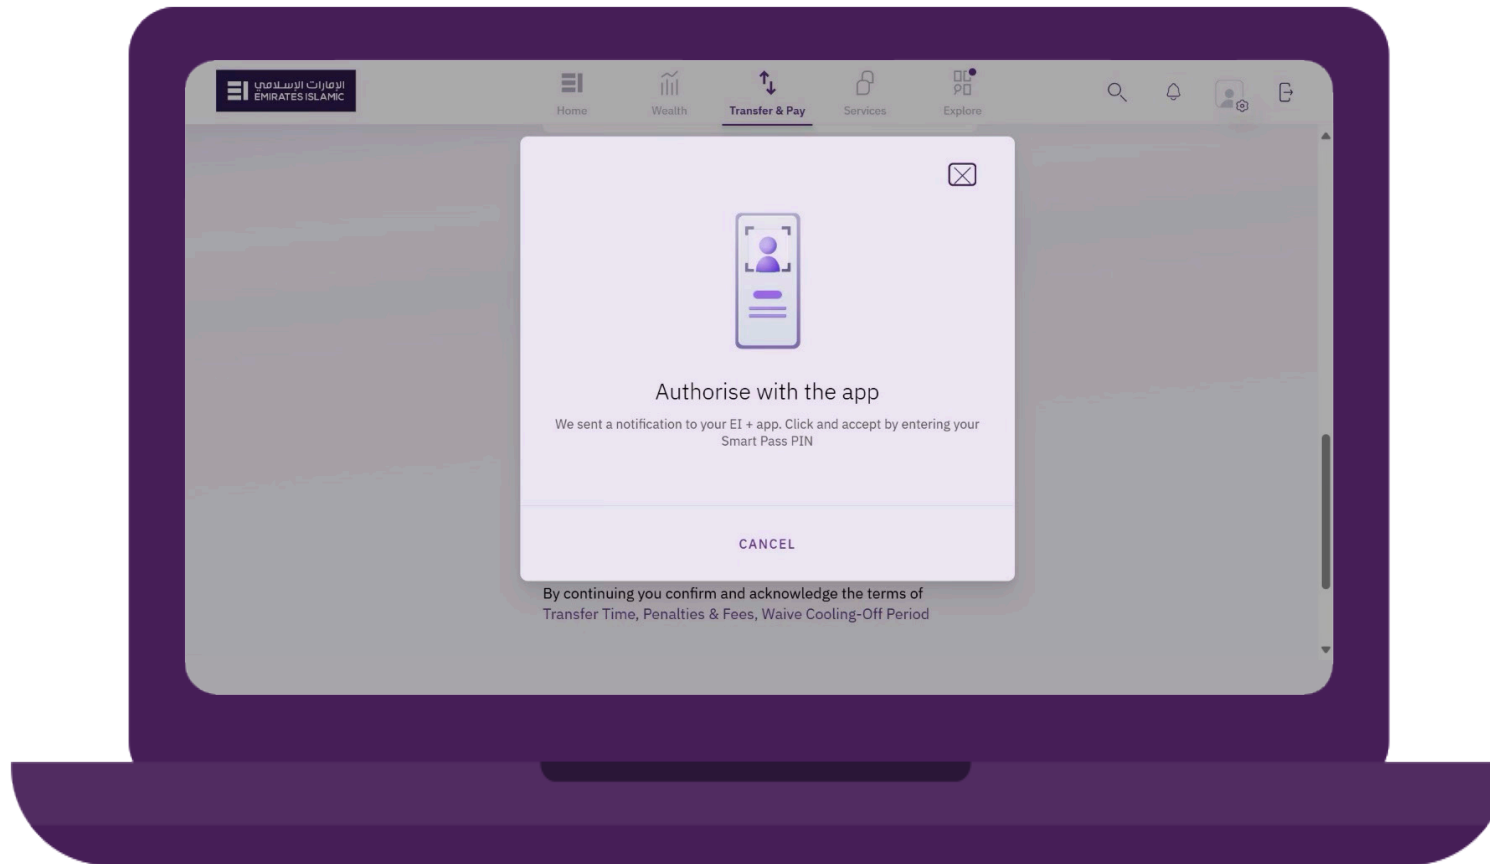 الإمارات الإسلامي
EMIRATES ISLAMIC
Home
Wealth
Transfer & Pay
Services
Explore
Authorise with the app
We sent a notification to your EI + app. Click and accept by entering your
Smart Pass PIN
CANCEL
By continuing you confirm and acknowledge the terms of
Transfer Time, Penalties & Fees, Waive Cooling-Off Period